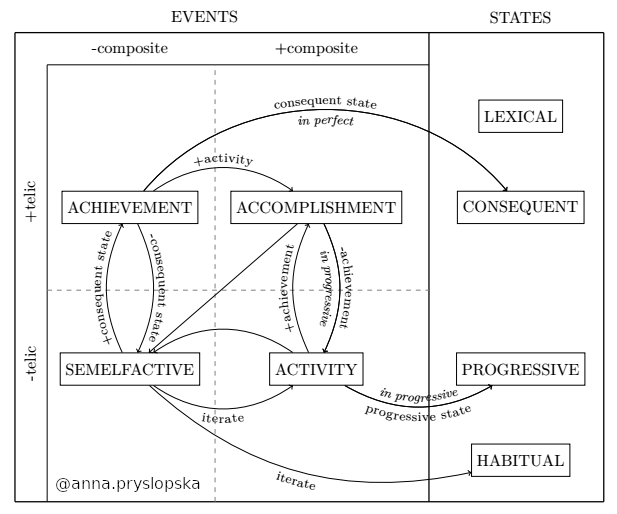 EVENTS
STATES
-composite
+composite
+telic
-telic
consequent state
in perfect
+activity
LEXICAL
ACHIEVEMENT
ACCOMPLISHMENT
CONSEQUENT
+consequent state
-consequent state
+achievement
in progressive
-achievement
SEMELFACTIVE
ACTIVITY
PROGRESSIVE
in progressive
progressive state
iterate
HABITUAL
iterate
@anna.pryslopska